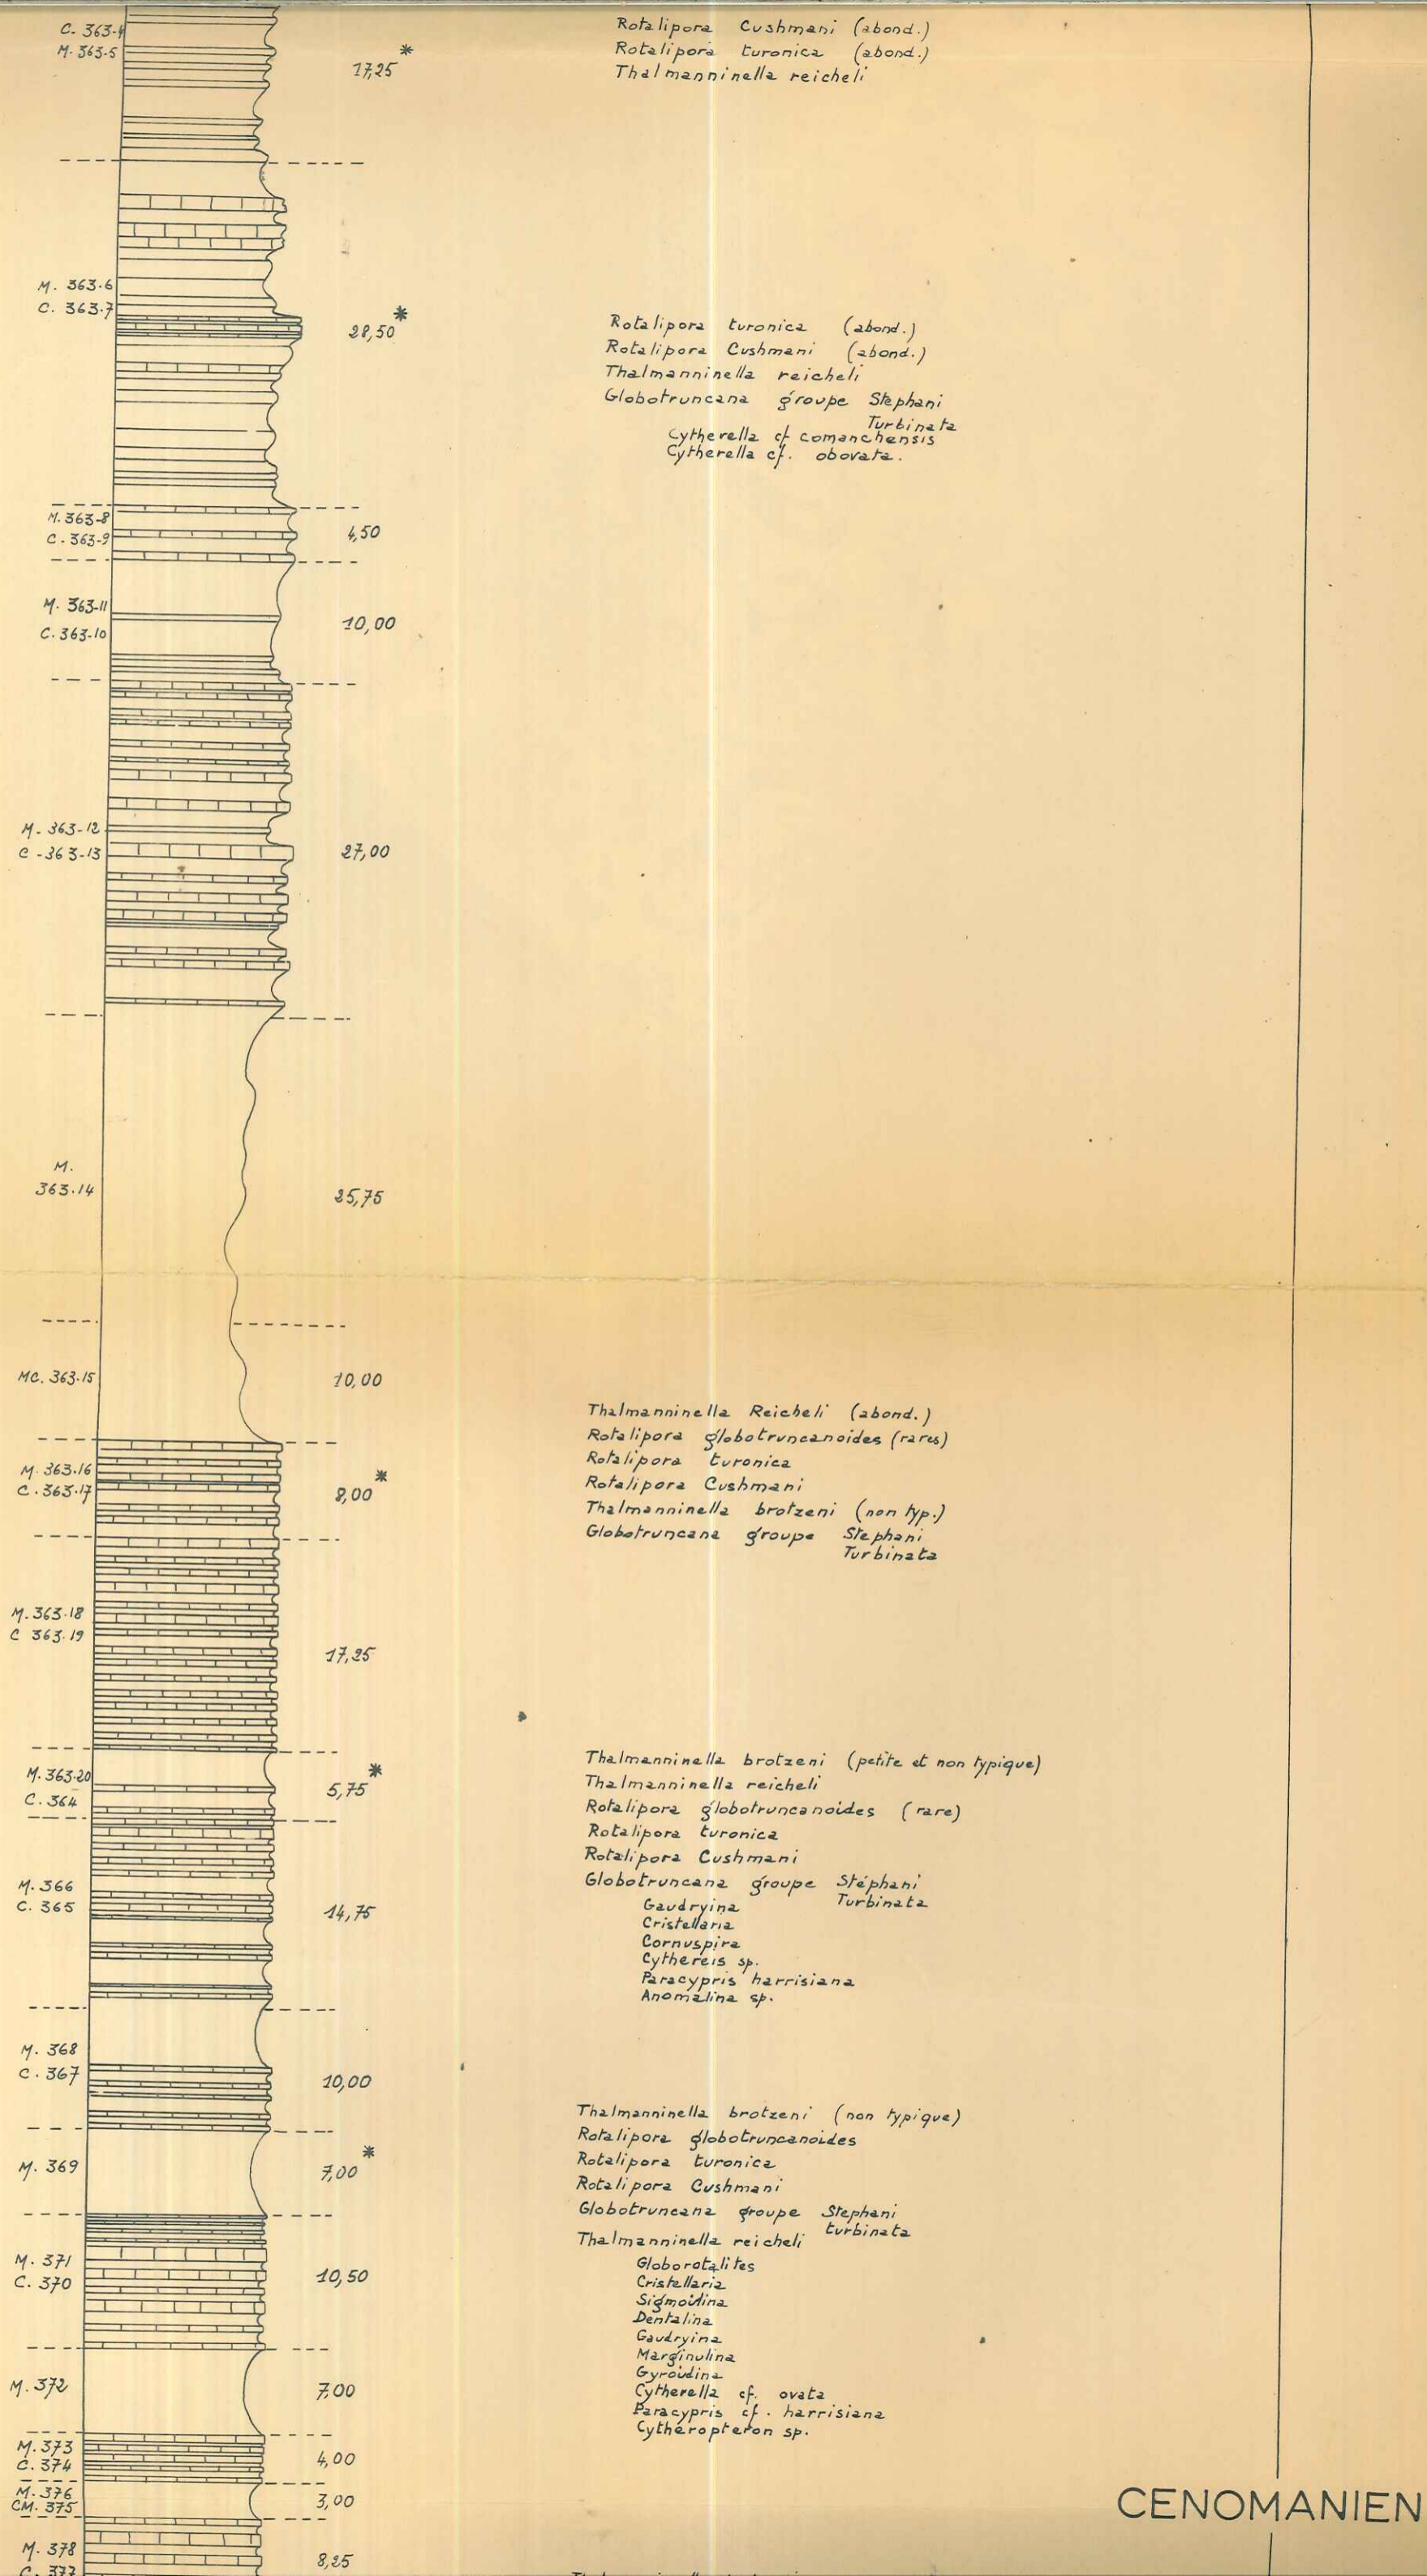 C. 363-4
M. 363-5
17,25 *
Rotalipora Cushmani (abond.)
Rotalipora turonica (abond.)
Thalmanninella reicheli
M. 363-6
C. 363-7
28,50 *
Rotalipora turonica (abond.)
Rotalipora Cushmani (abond.)
Thalmanninella reicheli
Globotruncana groupe Stephani
Turbinata
Cytherella cf comanchensis
Cytherella cf. obovata.
M. 363-8
C. 363-9
4,50
M. 363-11
C. 363-10
10,00
M. 363-12
C - 363-13
27,00
M.
363.14
25,75
MC. 363.15
10,00
M. 363.16
C. 363.17
8,00 *
Thalmanninella Reicheli (abond.)
Rotalipora globotruncanoides (rares)
Rotalipora turonica
Rotalipora Cushmani
Thalmanninella brotzeni (non typ.)
Globotruncana groupe Stephani
Turbinata
M. 363.18
C 363.19
17,25
M. 363.20
C. 364
5,75 *
Thalmanninella brotzeni (petite et non typique)
Thalmanninella reicheli
Rotalipora globotruncanoides (rare)
Rotalipora turonica
Rotalipora Cushmani
Globotruncana groupe Stéphani
Turbinata
Gaudryina
Cristellaria
Cornuspira
Cythereis sp.
Paracypris harrisiana
Anomalina sp.
M. 366
C. 365
14,75
M. 368
C. 367
10,00
M. 369
7,00 *
Thalmanninella brotzeni (non typique)
Rotalipora globotruncanoides
Rotalipora turonica
Rotalipora Cushmani
Globotruncana groupe Stephani
turbinata
Thalmanninella reicheli
Globorotalites
Cristellaria
Sigmoïlina
Dentalina
Gaudryina
Marginulina
Gyroïdina
Cytherella cf. ovata
Paracypris cf. harrisiana
Cytheropteron sp.
M. 371
C. 370
10,50
M. 372
7,00
M. 373
C. 374
4,00
M. 376
CM. 375
3,00
CENOMANIEN
M. 378
C. 377
8,25